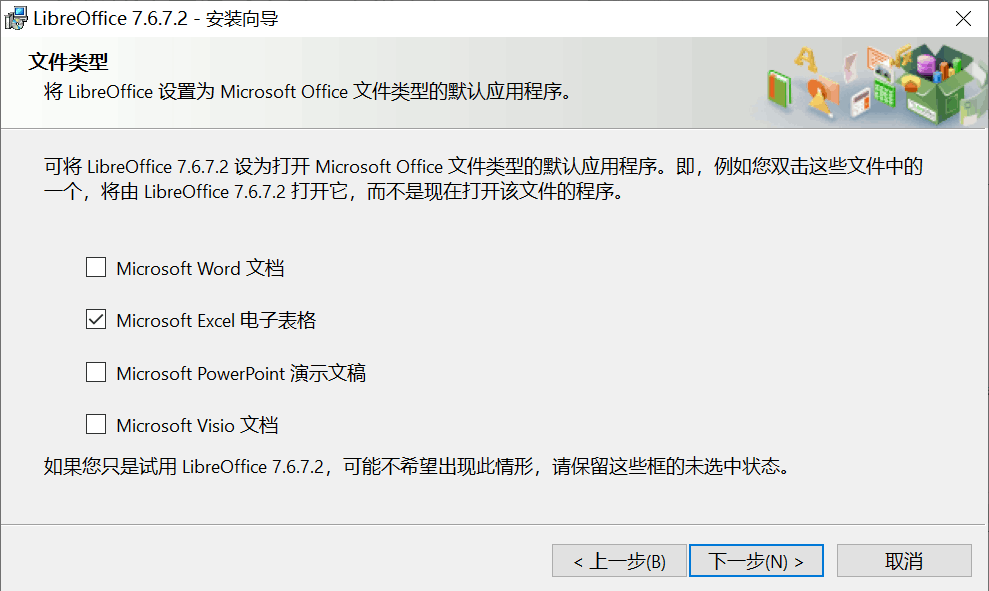 LibreOffice 7.6.7.2 - 安装向导
文件类型
将 LibreOffice 设置为 Microsoft Office 文件类型的默认应用程序。
可将 LibreOffice 7.6.7.2 设为打开 Microsoft Office 文件类型的默认应用程序。即，例如您双击这些文件中的
一个，将由 LibreOffice 7.6.7.2 打开它，而不是现在打开该文件的程序。
Microsoft Word 文档
Microsoft Excel 电子表格
Microsoft PowerPoint 演示文稿
Microsoft Visio 文档
如果您只是试用 LibreOffice 7.6.7.2，可能不希望出现此情形，请保留这些框的未选中状态。
< 上一步(B) 下一步(N) > 取消